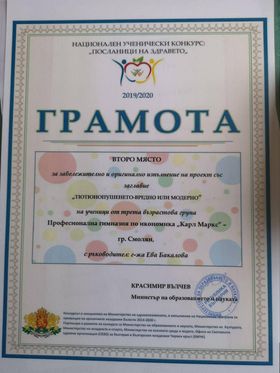 НАЦИОНАЛЕН УЧЕНИЧЕСКИ КОНКУРС:
„ПОСЛАНИЦИ НА ЗДРАВЕТО„
2019/2020
ГРАМОТА
ВТОРО МЯСТО
за забележително и оригинално изпълнение на проект със
заглавие
„ТЮТЮНОПУШЕНЕТО-ВРЕДНО ИЛИ МОДЕРНО"
на ученици от трета възрастова група
Професионална гимназия по икономика „Карл Маркс" –
гр. Смолян,
с ръководител: г-жа Ева Бакалова
КРАСИМИР ВЪЛЧЕВ
Министър на образованието и науката